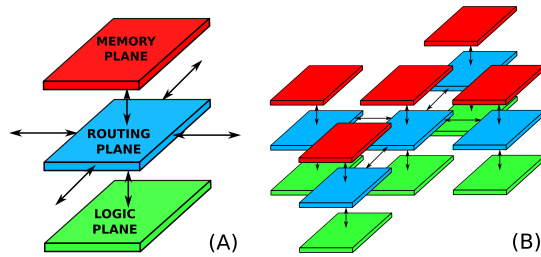 MEMORY
PLANE
ROUTING
PLANE
LOGIC
PLANE
(A)
(B)